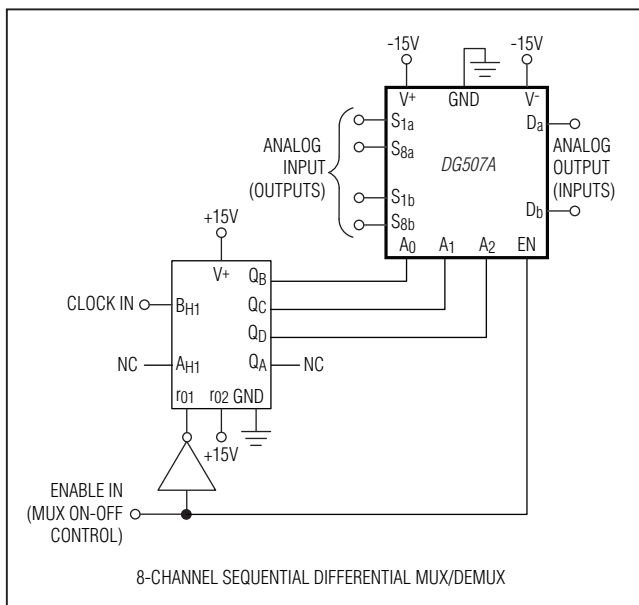 -15V
-15V
V+
GND
V-
S1a
S8a
S1b
S8b
DG507A
Da
Db
ANALOG
INPUT
(OUTPUTS)
ANALOG
OUTPUT
(INPUTS)
A0
A1
A2
EN
+15V
V+
QB
QC
QD
QA
NC
CLOCK IN
BH1
NC
AH1
r01
r02
GND
+15V
ENABLE IN
(MUX ON-OFF
CONTROL)
8-CHANNEL SEQUENTIAL DIFFERENTIAL MUX/DEMUX